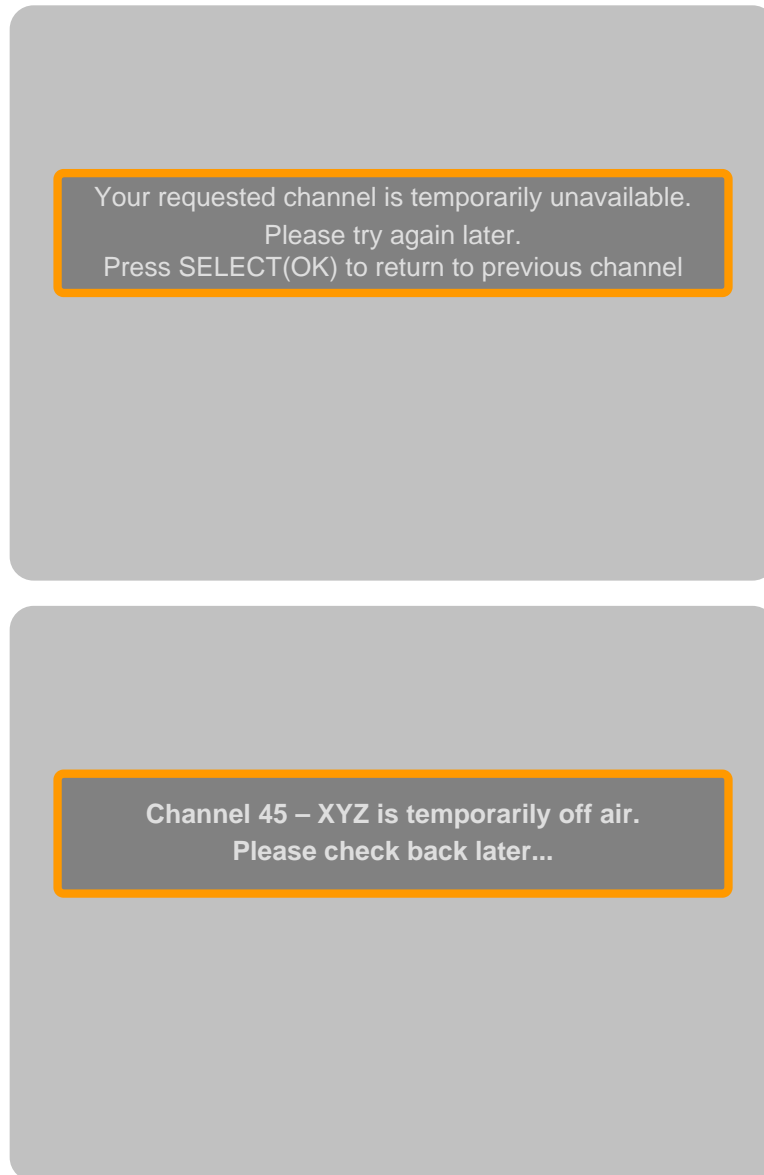 Your requested channel is temporarily unavailable.
Please try again later.
Press SELECT(OK) to return to previous channel
Channel 45 – XYZ is temporarily off air.
Please check back later...